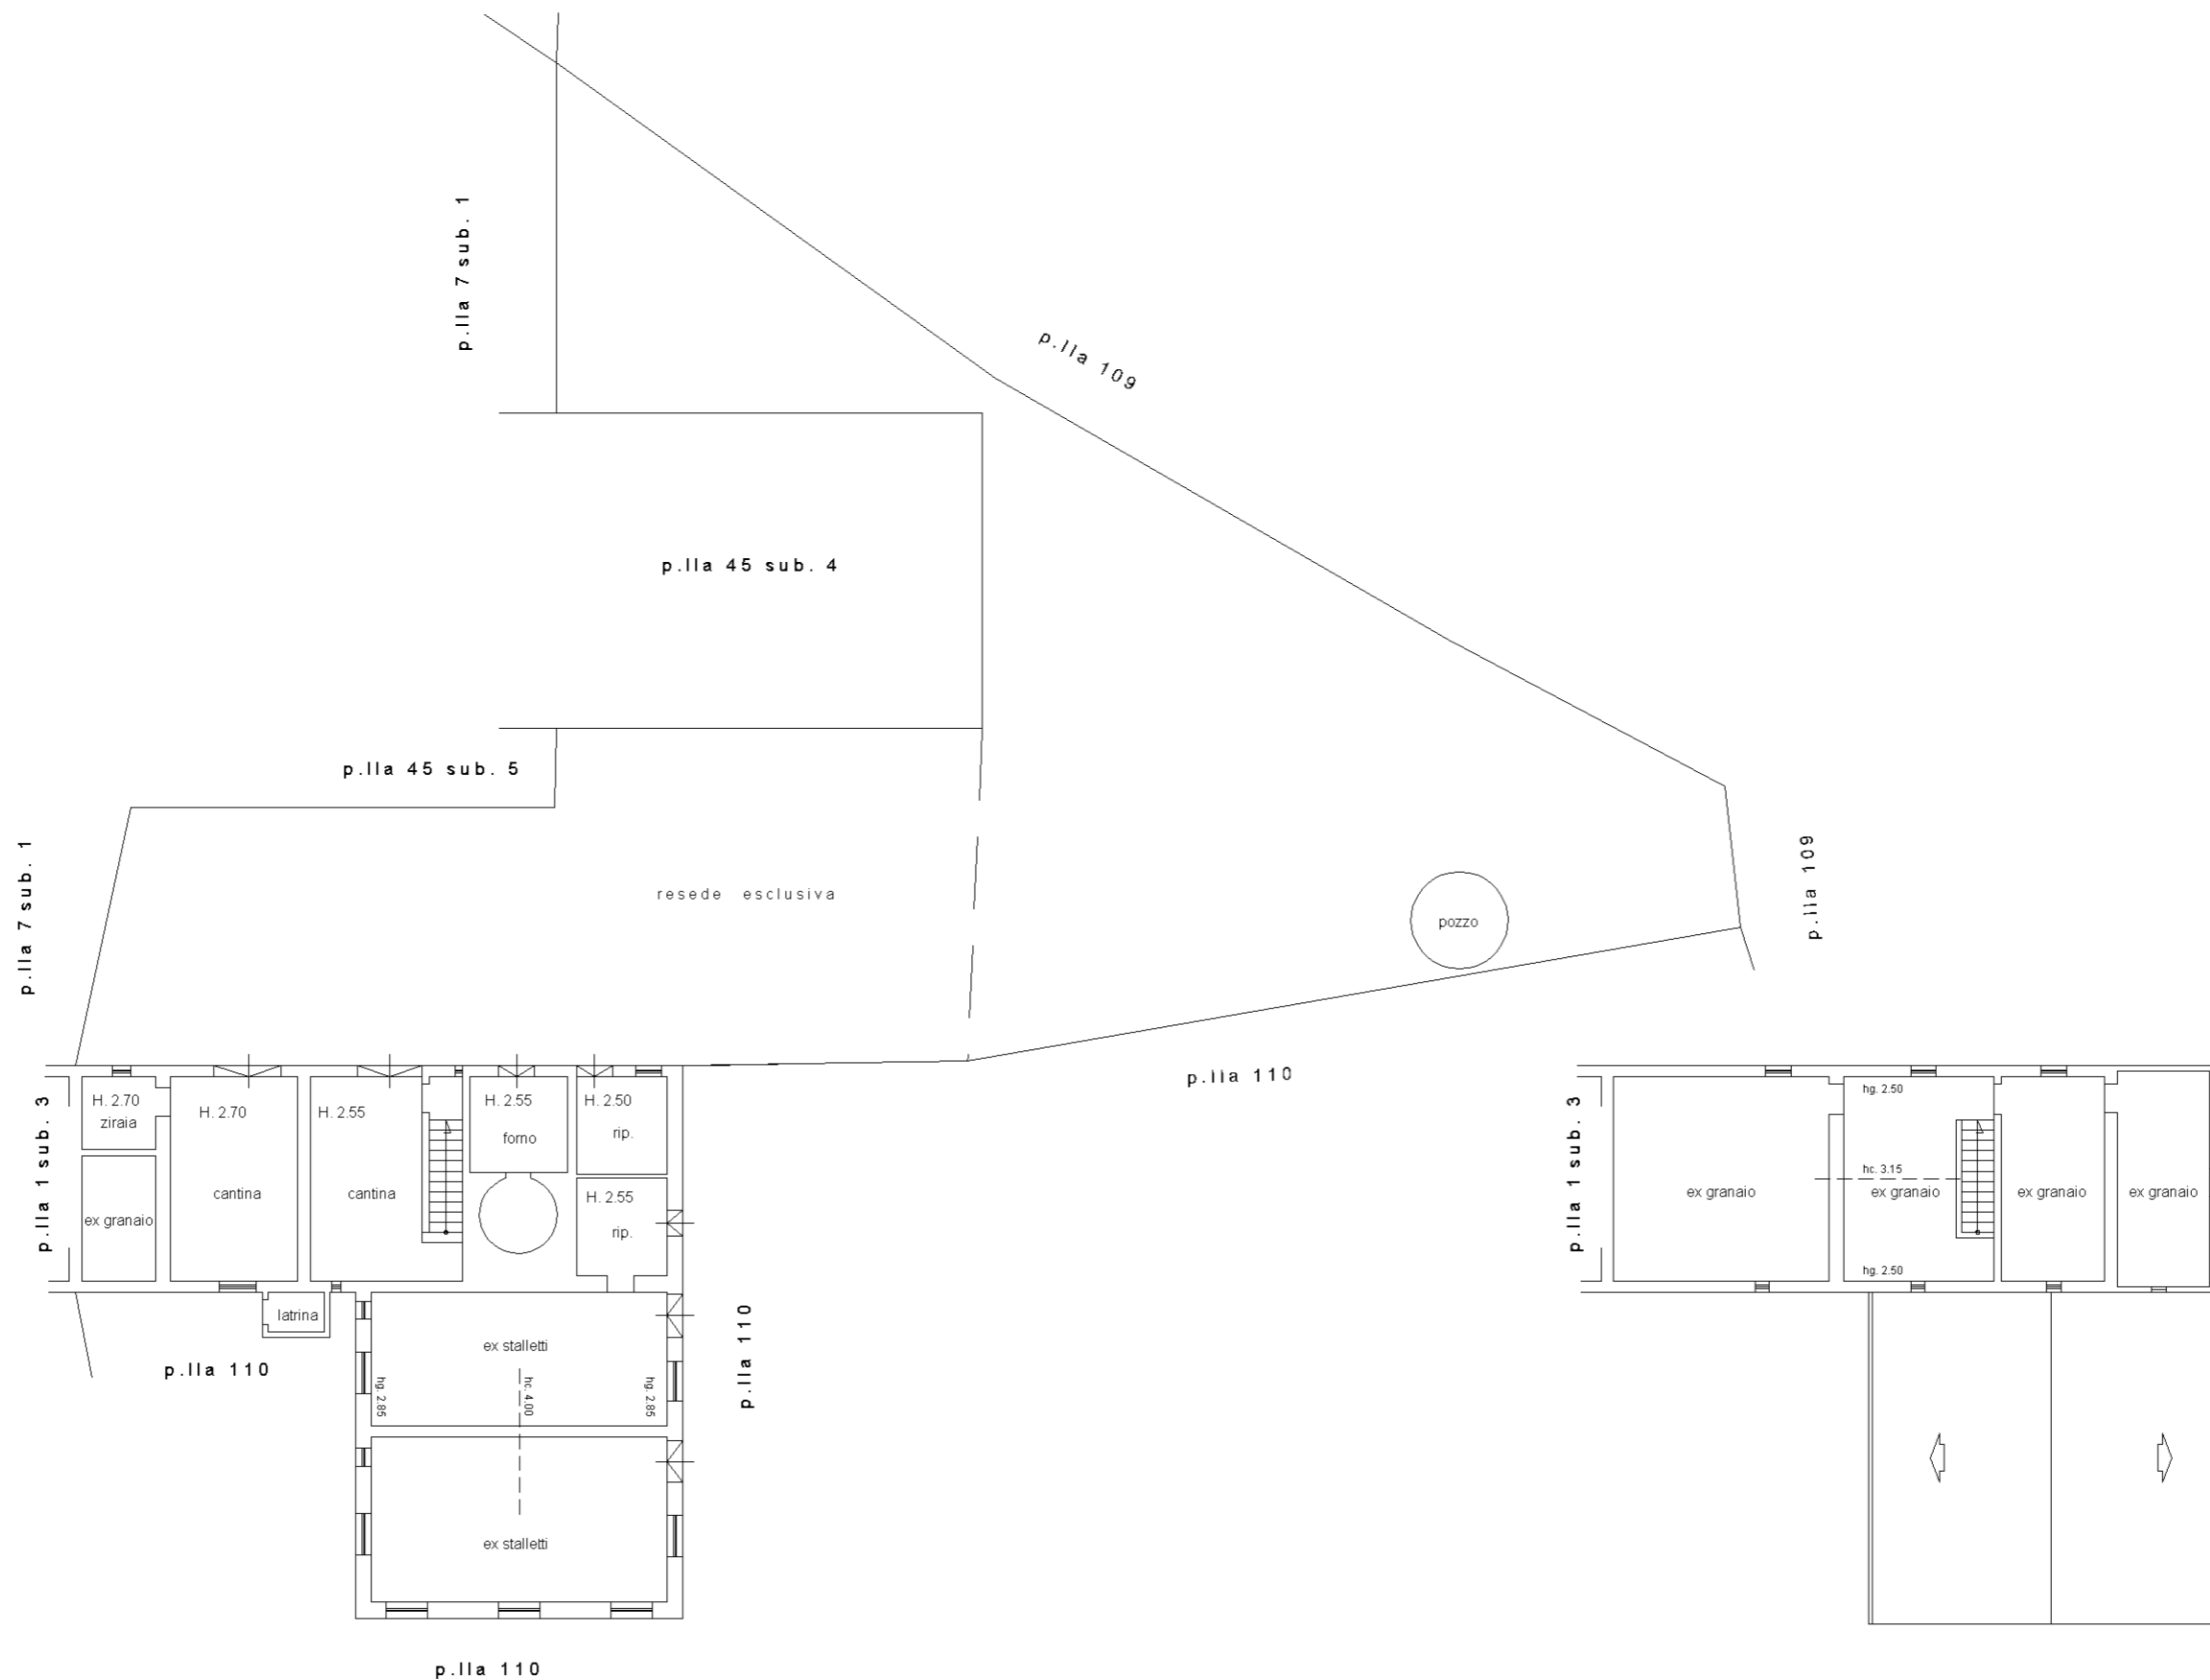 p.lla 7 sub. 1
p.lla 109
p.lla 45 sub. 4
p.lla 45 sub. 5
p.lla 7 sub. 1
resede esclusiva
pozzo
p.lla 109
p.lla 110
p.lla 1 sub. 3
H. 2.70
ziraia
ex granaio
H. 2.70
cantina
H. 2.55
cantina
H. 2.55
forno
H. 2.50
rip.
H. 2.55
rip.
latrina
p.lla 110
ex stalletti
hg. 2.85
hc. 4.00
hg. 2.85
ex stalletti
p.lla 110
p.lla 110
p.lla 1 sub. 3
ex granaio
hg. 2.50
hc. 3.15
ex granaio
hg. 2.50
ex granaio
ex granaio